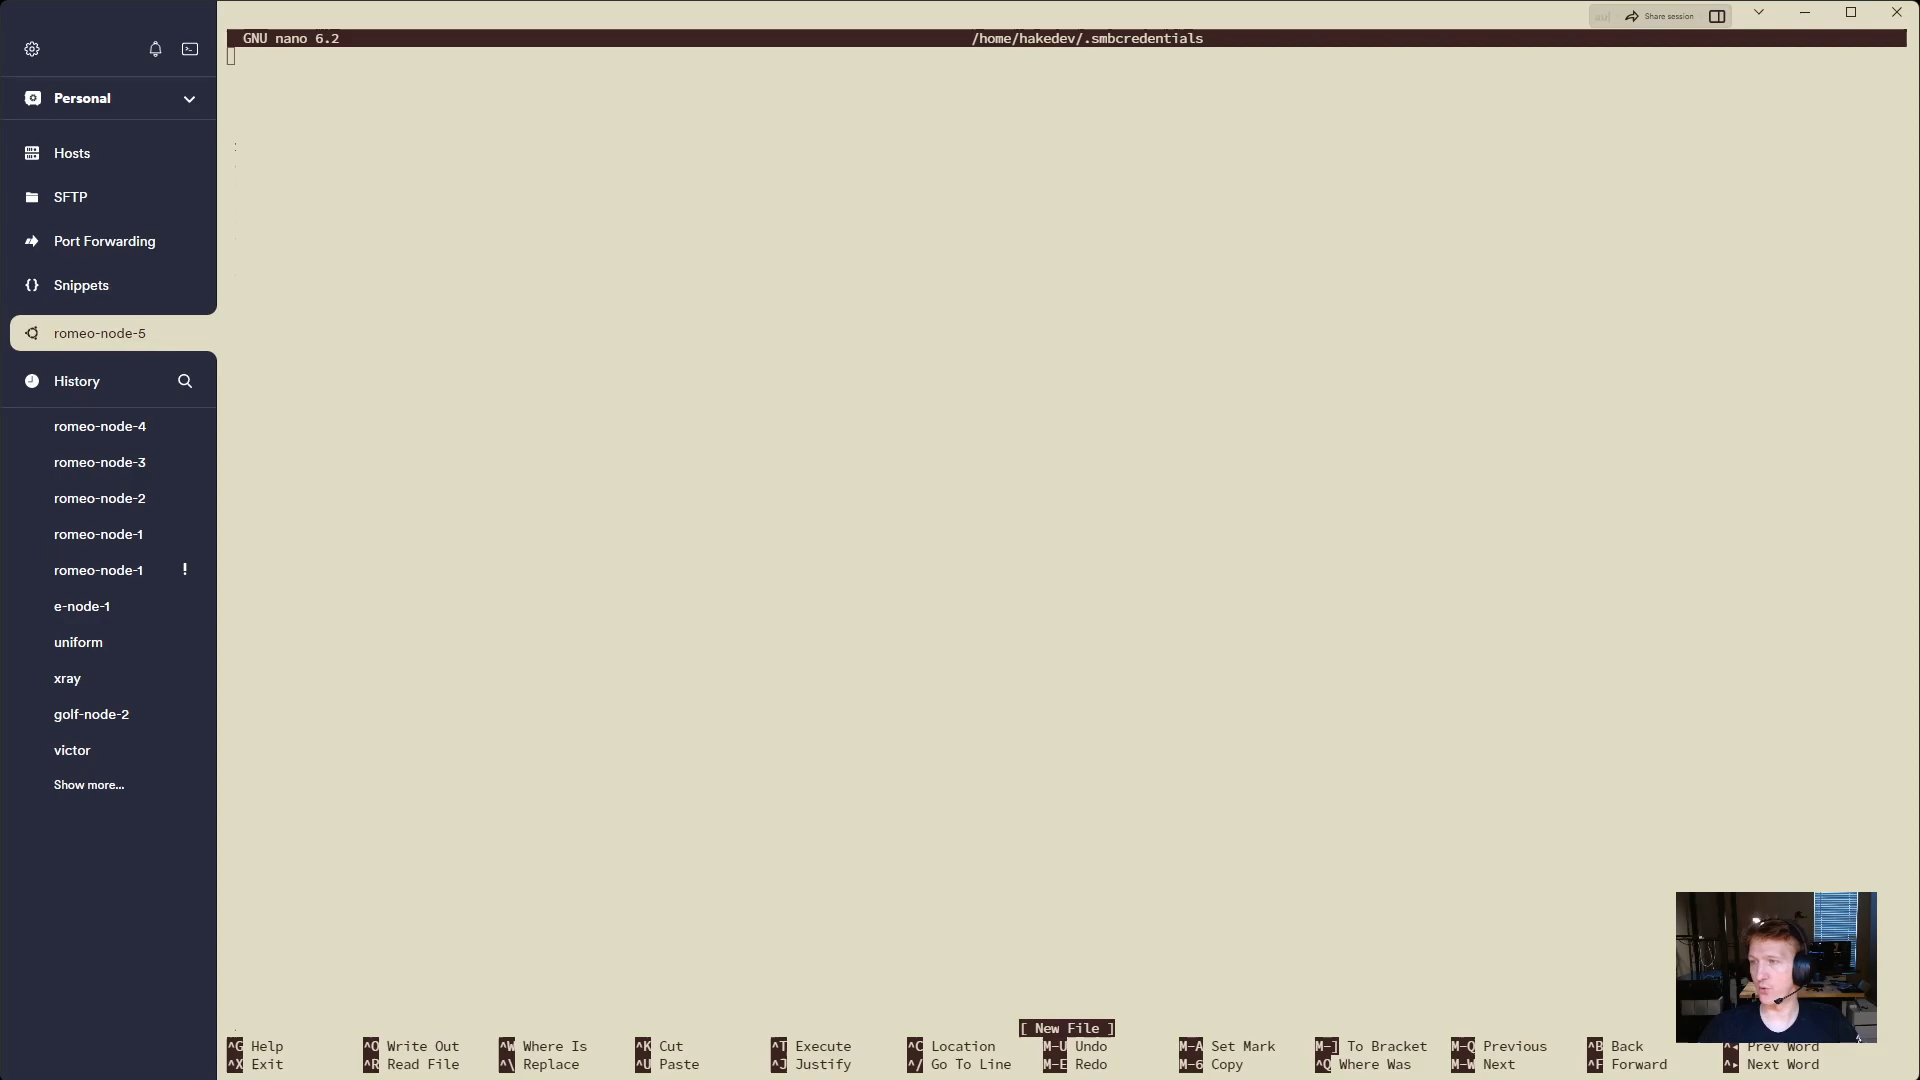 Share session
GNU nano 6.2 /home/hakedev/.smbcredentials
Personal
Hosts
SFTP
Port Forwarding
Snippets
romeo-node-5
History
romeo-node-4
romeo-node-3
romeo-node-2
romeo-node-1
romeo-node-1 !
e-node-1
uniform
xray
golf-node-2
victor
Show more...
[ New File ]
^G Help ^O Write Out ^W Where Is ^K Cut ^T Execute ^C Location M-U Undo M-A Set Mark M-] To Bracket M-Q Previous ^B Back Prev Word
^X Exit ^R Read File ^\ Replace ^U Paste ^J Justify ^/ Go To Line M-E Redo M-6 Copy ^Q Where Was M-W Next ^F Forward ^▸ Next Word